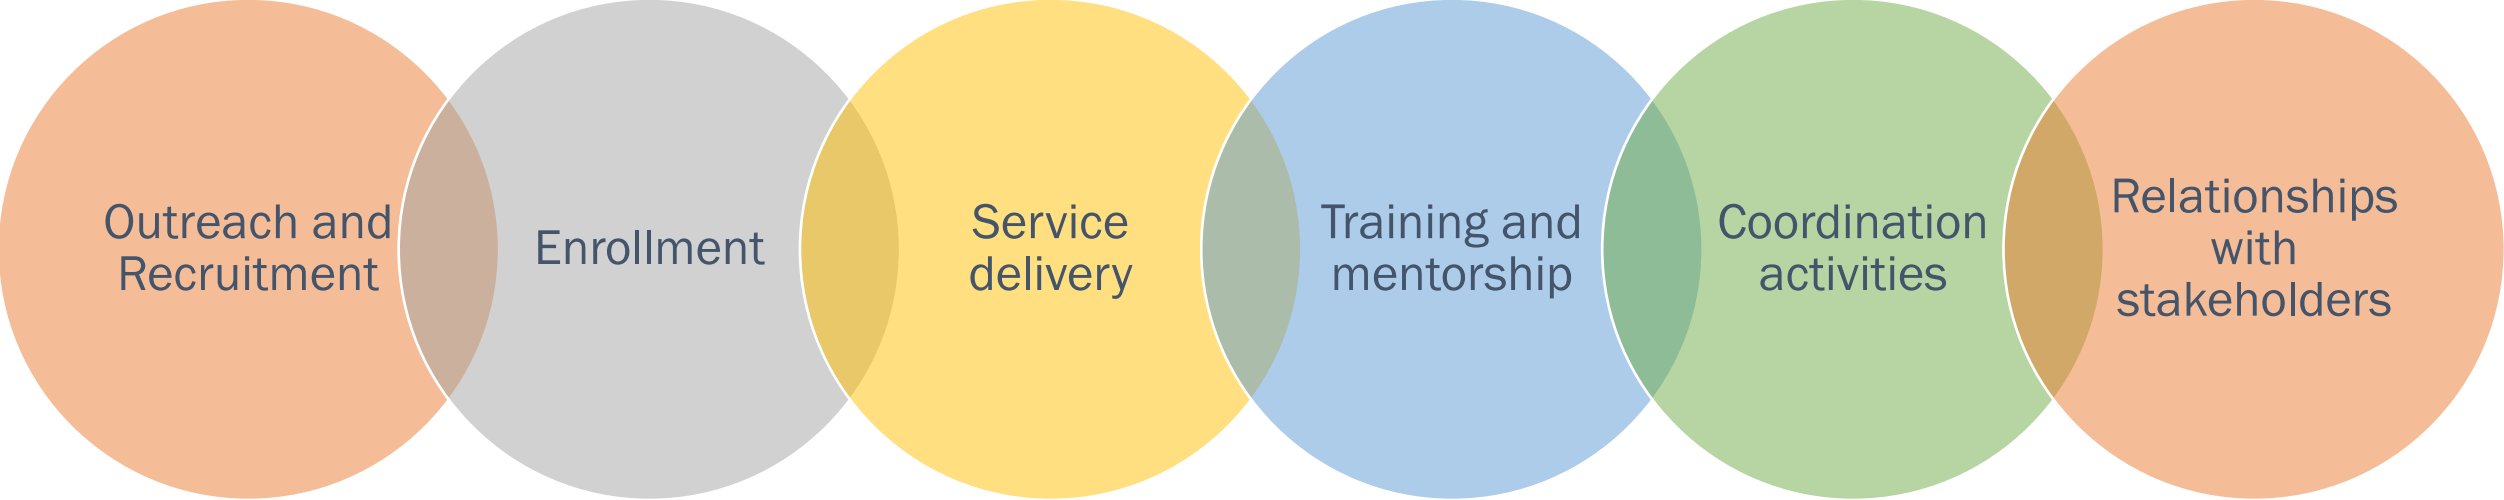 Outreach and
Recruitment
Enrollment
Service
delivery
Training and
mentorship
Coordination
activities
Relationships
with
stakeholders